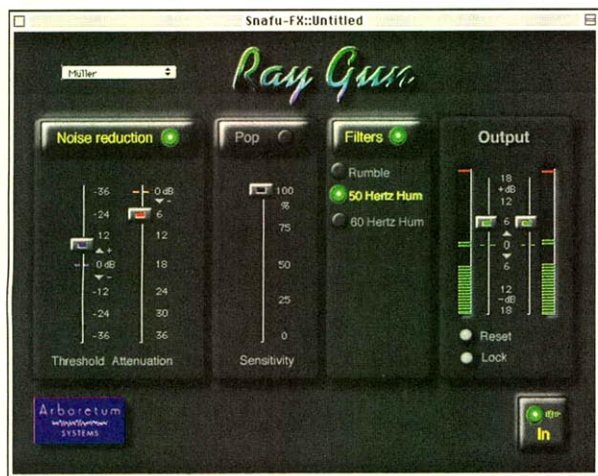 Snafu-FX::Untitled
Müller
Ray Gun
Noise reduction
Pop
Filters
Output
-36
-24
12
0 dB
-12
-24
-36
0 dB
6
12
18
24
30
36
Threshold Attenuation
100
%
75
50
25
0
Sensitivity
Rumble
50 Hertz Hum
60 Hertz Hum
18
+dB
12
6
0
6
12
-dB
18
Reset
Lock
Arboretum
SYSTEMS
In